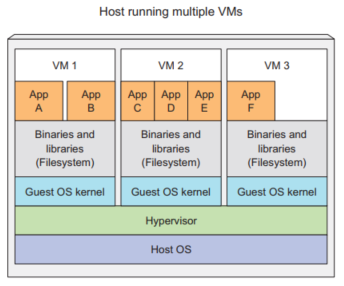 Host running multiple VMs
VM 1
App
A
App
B
Binaries and
libraries
(Filesystem)
Guest OS kernel
VM 2
App
C
App
D
App
E
Binaries and
libraries
(Filesystem)
Guest OS kernel
VM 3
App
F
Binaries and
libraries
(Filesystem)
Guest OS kernel
Hypervisor
Host OS